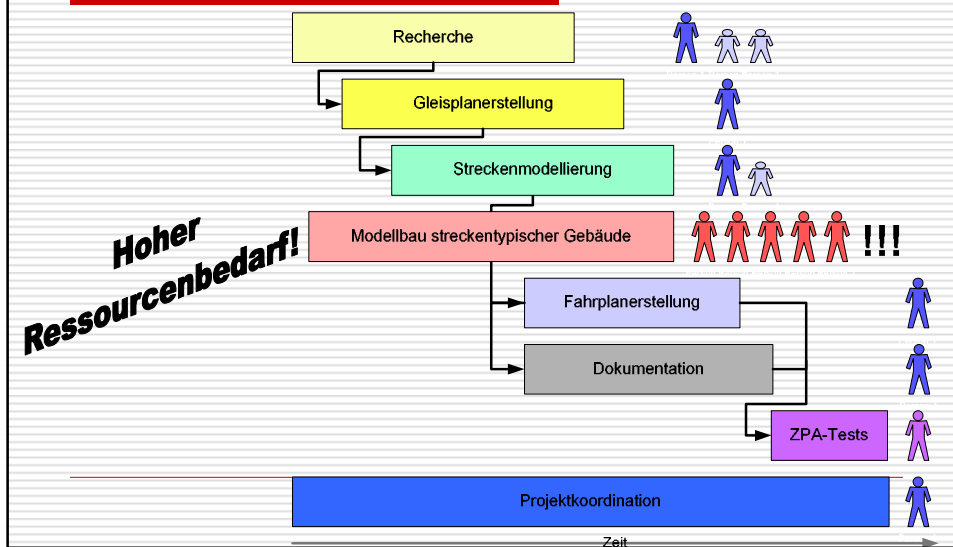 Recherche
Gleisplanerstellung
Streckenmodellierung
Modellbau streckentypischer Gebäude
!!!
Hoher
Ressourcenbedarf!
Fahrplanerstellung
Dokumentation
ZPA-Tests
Projektkoordination
Zeit